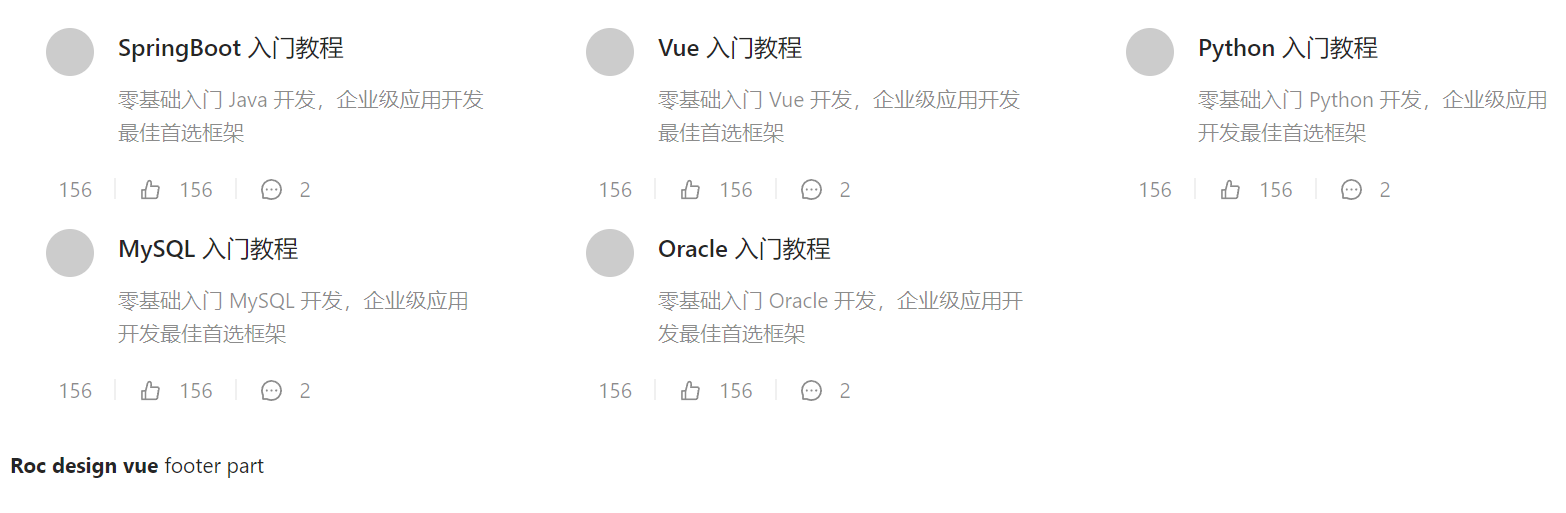 SpringBoot 入门教程
零基础入门 Java 开发，企业级应用开发
最佳首选框架
156 156 2
Vue 入门教程
零基础入门 Vue 开发，企业级应用开发
最佳首选框架
156 156 2
Python 入门教程
零基础入门 Python 开发，企业级应用
开发最佳首选框架
156 156 2
MySQL 入门教程
零基础入门 MySQL 开发，企业级应用
开发最佳首选框架
156 156 2
Oracle 入门教程
零基础入门 Oracle 开发，企业级应用开
发最佳首选框架
156 156 2
Roc design vue footer part